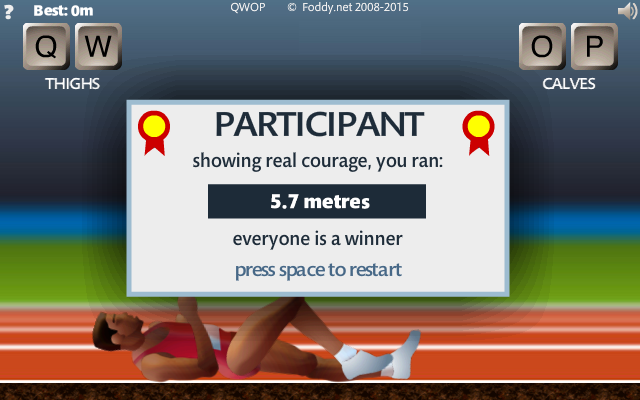 ? Best: 0m QWOP © Foddy.net 2008-2015
Q W O P
THIGHS CALVES
PARTICIPANT
showing real courage, you ran:
5.7 metres
everyone is a winner
press space to restart